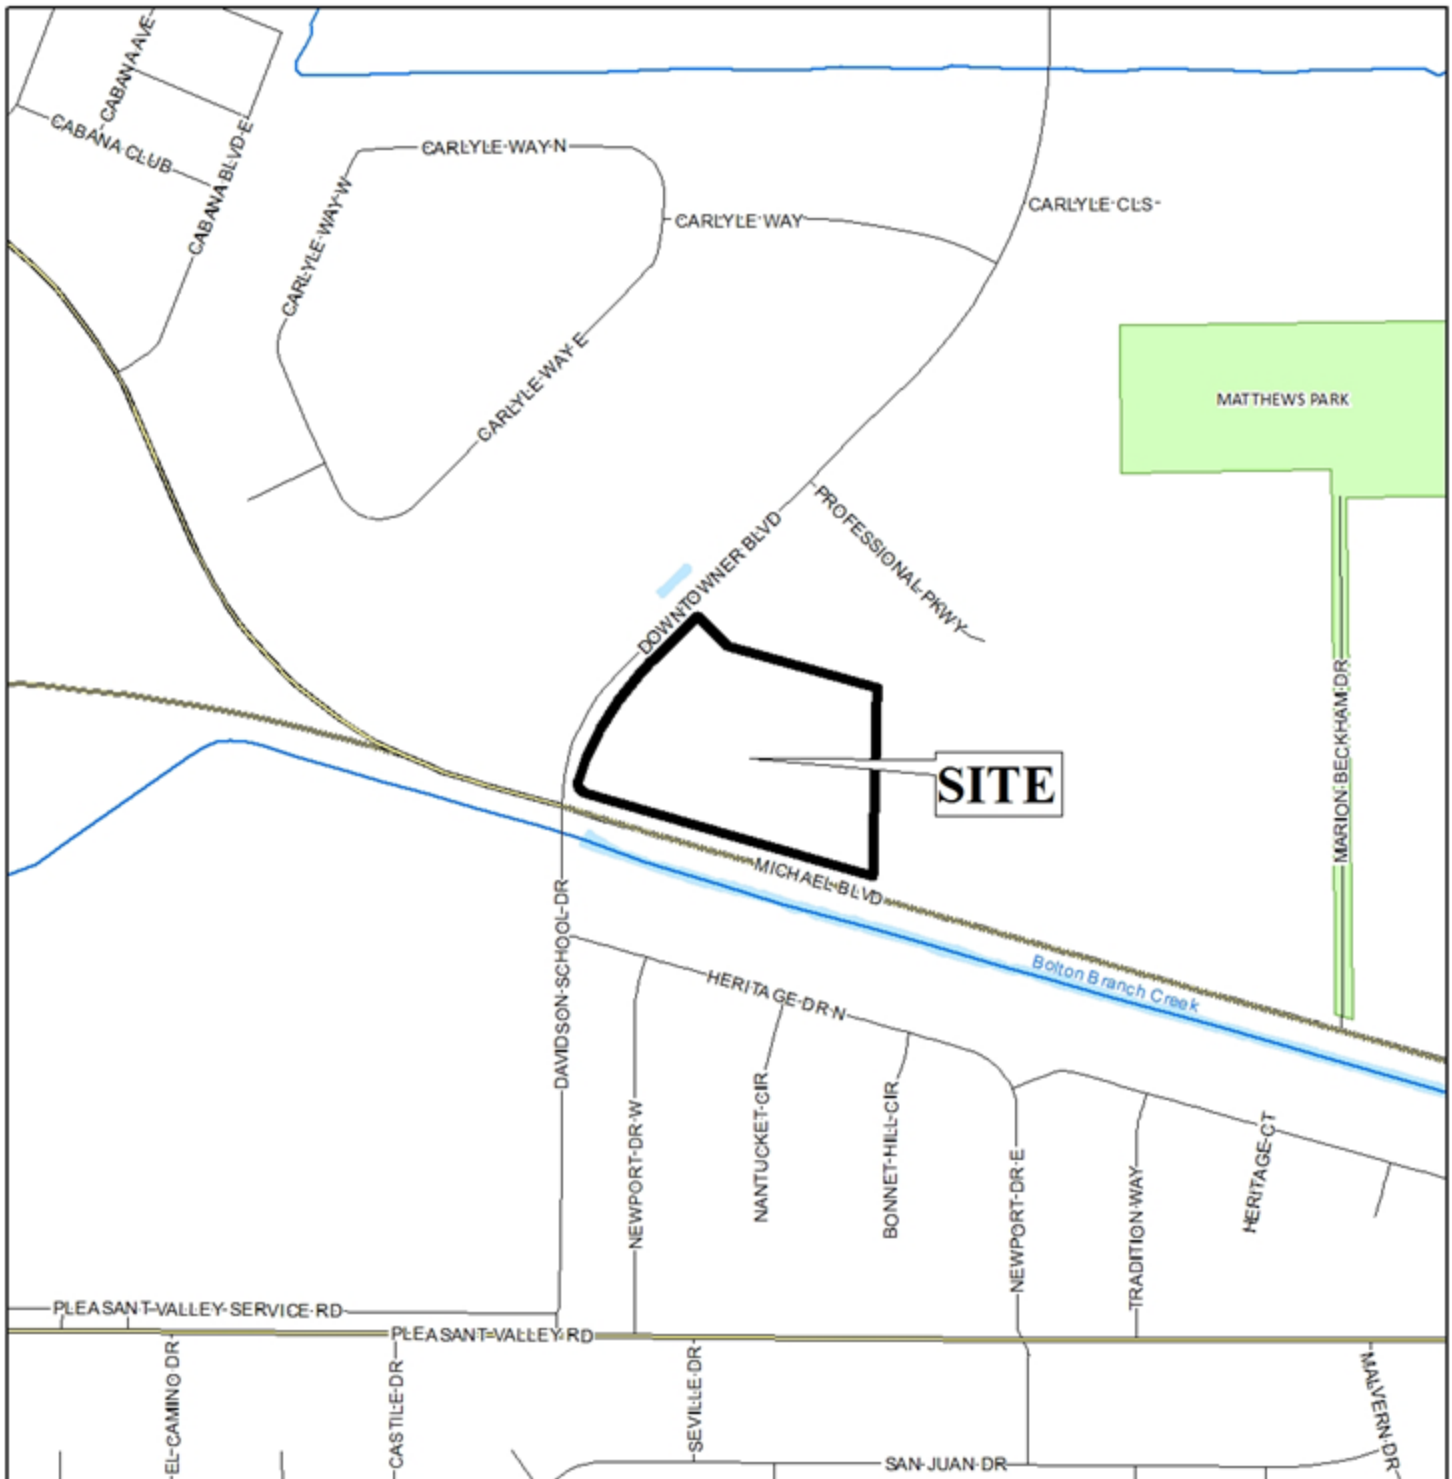 CABANA AVE
CABANA CLUB
CABANA BLVD E
CARLYLE WAY N
CARLYLE WAY W
CARLYLE WAY
CARLYLE CLS
CARLYLE WAY E
MATTHEWS PARK
PROFESSIONAL PKWY
DOWNTOWNER BLVD
SITE
MARION BECKHAM DR
MICHAEL BLVD
DAVIDSON SCHOOL DR
Bolton Branch Creek
HERITAGE DR N
NEWPORT DR W
NANTUCKET CIR
BONNET HILL CIR
NEWPORT DR E
TRADITION WAY
HERITAGE CT
PLEASANT VALLEY SERVICE RD
PLEASANT VALLEY RD
EL CAMINO DR
CASTILE DR
SEVILLE DR
MALVERN DR
SAN JUAN DR